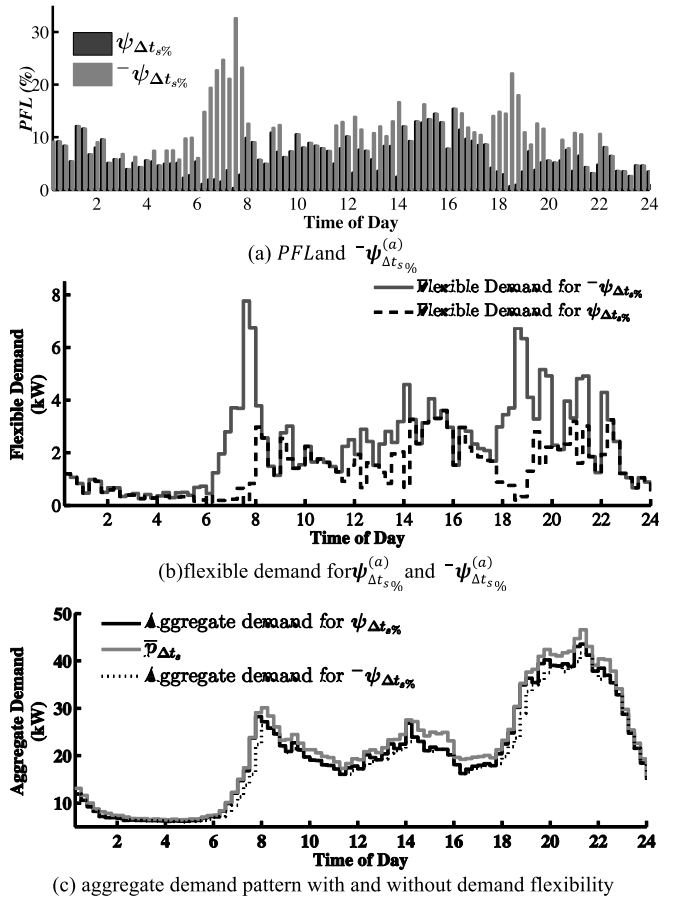 30
20
10
0
PFL (%)
ψΔts%
⁻ψΔts%
2 4 6 8 10 12 14 16 18 20 22 24
Time of Day
(a) PFLand ⁻ψ(a)Δts%
8
6
4
2
0
Flexible Demand
(kW)
Flexible Demand for ⁻ψΔts%
Flexible Demand for ψΔts%
2 4 6 8 10 12 14 16 18 20 22 24
Time of Day
(b)flexible demand forψ(a)Δts% and ⁻ψ(a)Δts%
50
40
30
20
10
Aggregate Demand
(kW)
Aggregate demand for ψΔts%
p̅Δts
Aggregate demand for ⁻ψΔts%
2 4 6 8 10 12 14 16 18 20 22 24
Time of Day
(c) aggregate demand pattern with and without demand flexibility